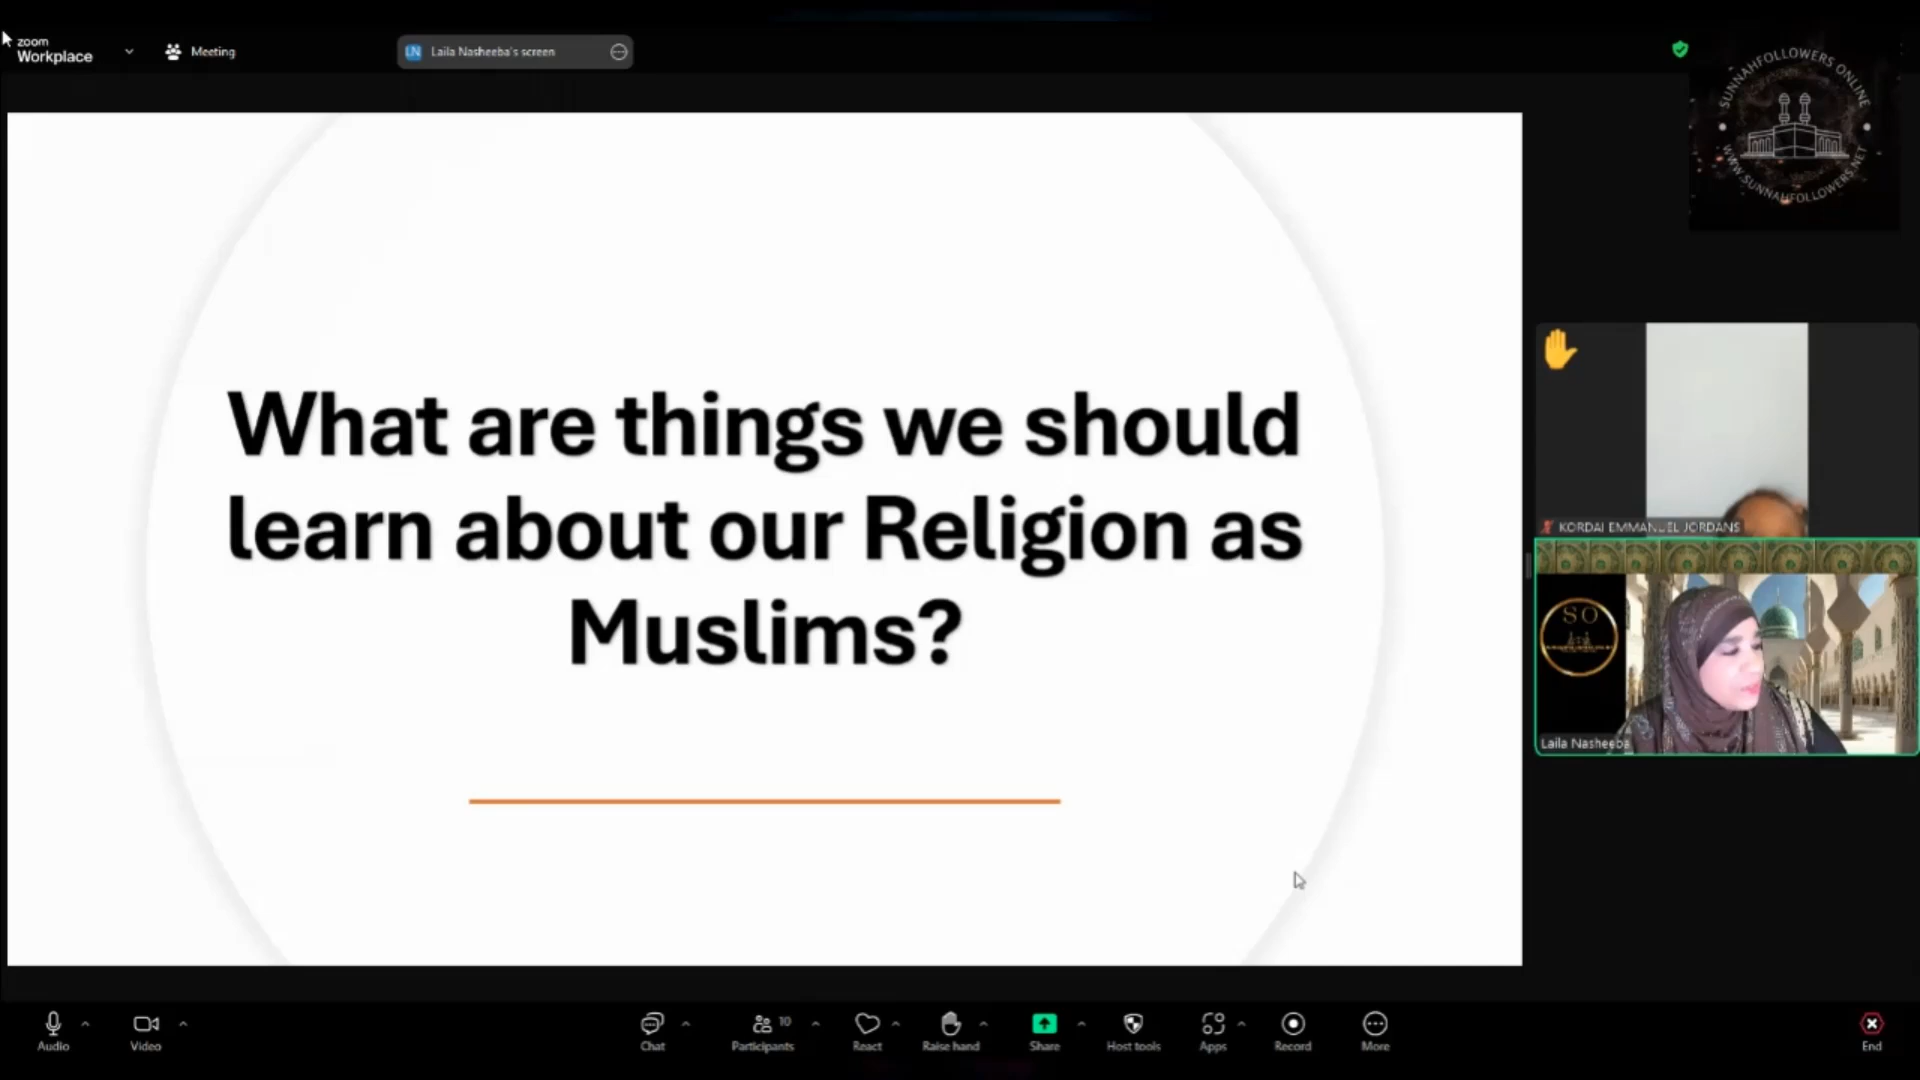 zoom
Workplace
Meeting
LN Laila Nasheeba's screen
SUNNAHFOLLOWERS ONLINE
WWW.SUNNAHFOLLOWERS.NET
What are things we should
learn about our Religion as
Muslims?
KORDAI EMMANUEL JORDANS
SO
Laila Nasheeba
Audio
Video
Chat
10
Participants
React
Raise hand
Share
Host tools
Apps
Record
More
End